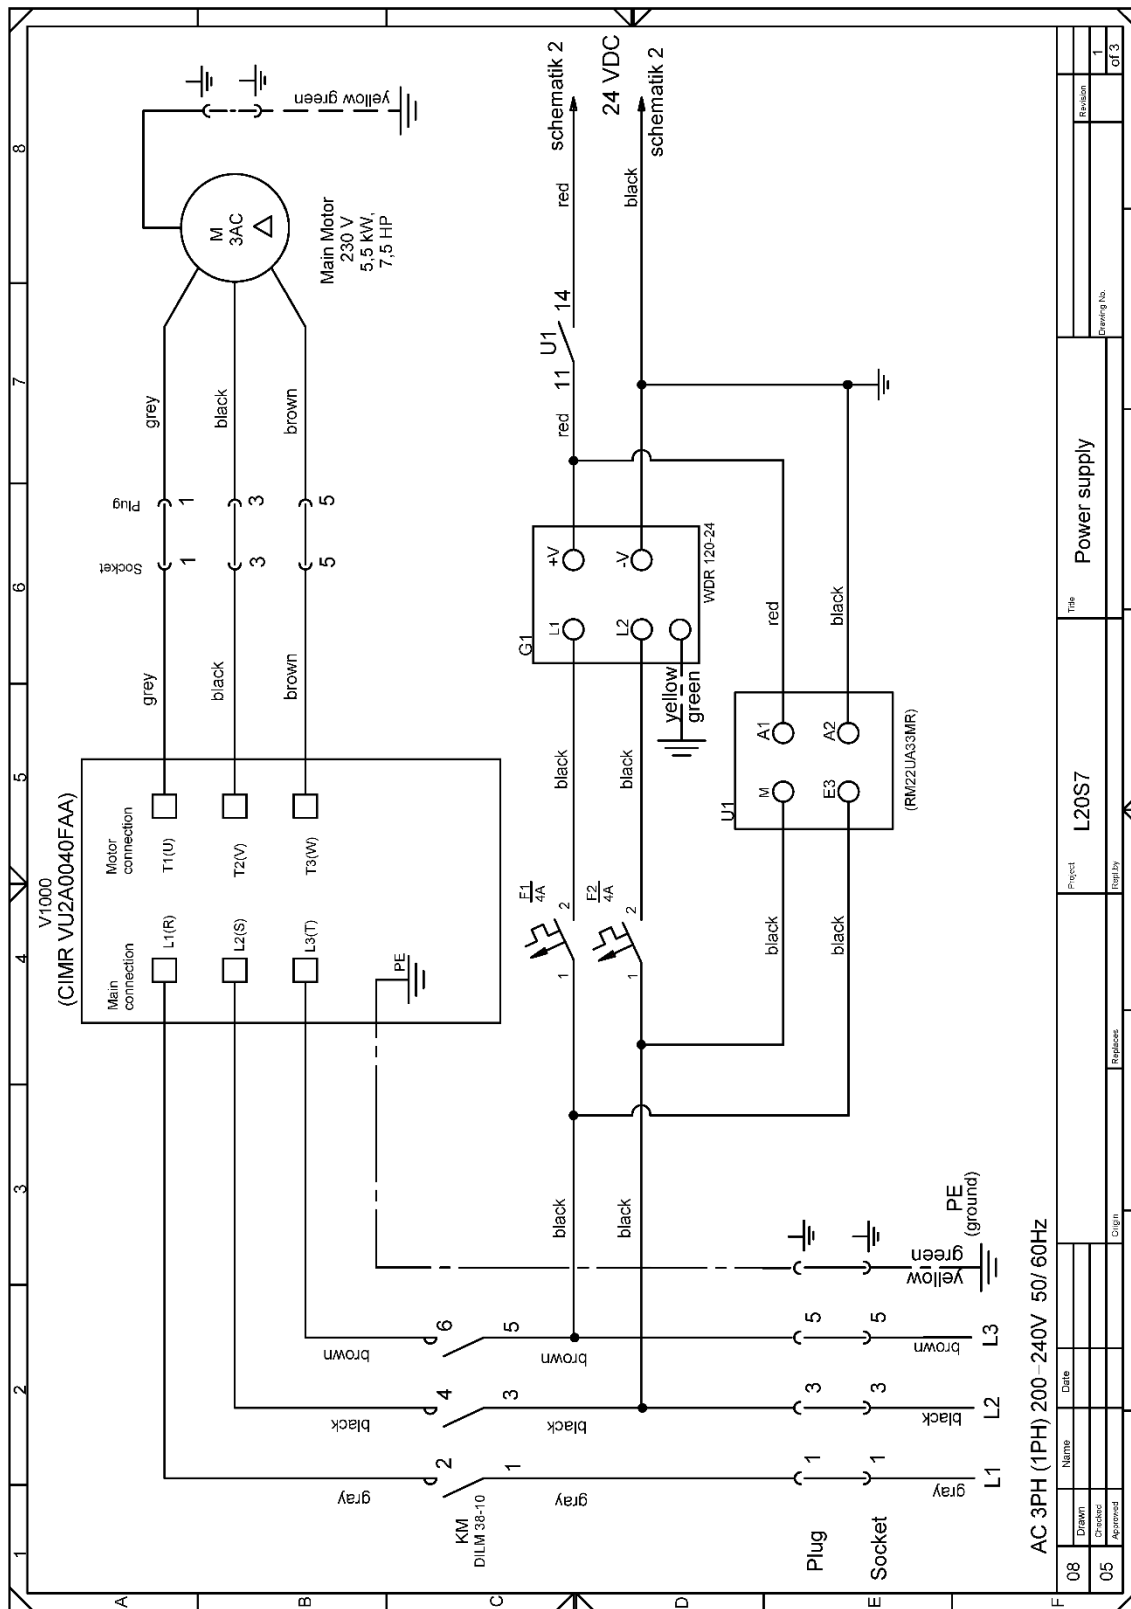 1
2
3
4
5
6
7
8
A
B
C
D
E
F
V1000
(CIMR VU2A0040FAA)
Main
connection
Motor
connection
L1(R)
T1(U)
L2(S)
T2(V)
L3(T)
T3(W)
PE
grey
black
brown
Socket
1
3
5
Plug
1
3
5
grey
black
brown
M
3AC
Main Motor
230 V
5,5 kW,
7,5 HP
yellow green
KM
DILM 38-10
gray
2
1
gray
black
4
3
black
brown
6
5
brown
black
black
F1
4A
1
2
F2
4A
1
2
black
black
G1
L1
+V
L2
-V
WDR 120-24
yellow
green
red
11
U1
14
red
schematik 2
24 VDC
black
schematik 2
U1
M
A1
E3
A2
(RM22UA33MR)
black
black
red
black
Plug
1
3
5
Socket
1
3
5
gray
black
brown
yellow
green
L1
L2
L3
PE
(ground)
AC 3PH (1PH) 200-240V 50/ 60Hz
08
05
Drawn
Checked
Approved
Name
Date
Origin
Replaces
Project
L20S7
Repl.by
Title
Power supply
Drawing No.
Revision
1
of 3